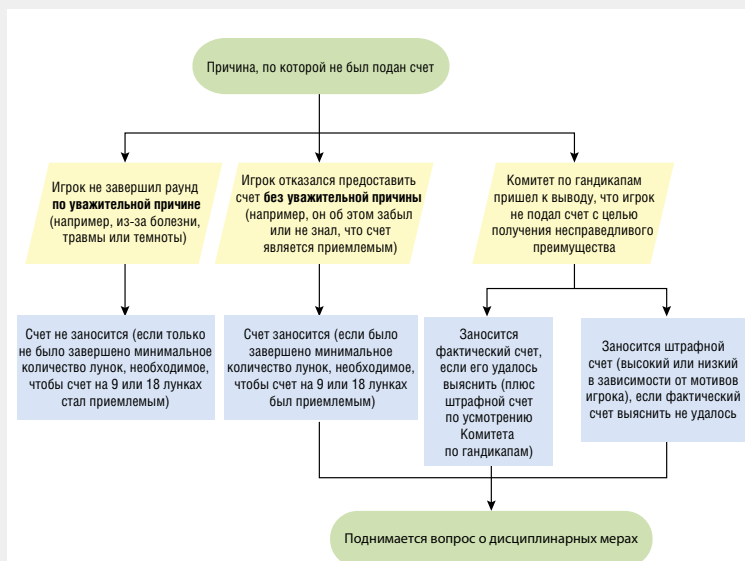 Причина, по которой не был подан счет
Игрок не завершил раунд
по уважительной причине
(например, из-за болезни,
травмы или темноты)
Игрок отказался предоставить
счет без уважительной причины
(например, он об этом забыл
или не знал, что счет
является приемлемым)
Комитет по гандикапам
пришел к выводу, что игрок
не подал счет с целью
получения несправедливого
преимущества
Счет не заносится (если только
не было завершено минимальное
количество лунок, необходимое,
чтобы счет на 9 или 18 лунках
стал приемлемым)
Счет заносится (если было
завершено минимальное
количество лунок, необходимое,
чтобы счет на 9 или 18 лунках
был приемлемым)
Заносится
фактический счет,
если его удалось
выяснить (плюс
штрафной счет
по усмотрению
Комитета
по гандикапам)
Заносится штрафной
счет (высокий или низкий
в зависимости от мотивов
игрока), если фактический
счет выяснить не удалось
Поднимается вопрос о дисциплинарных мерах